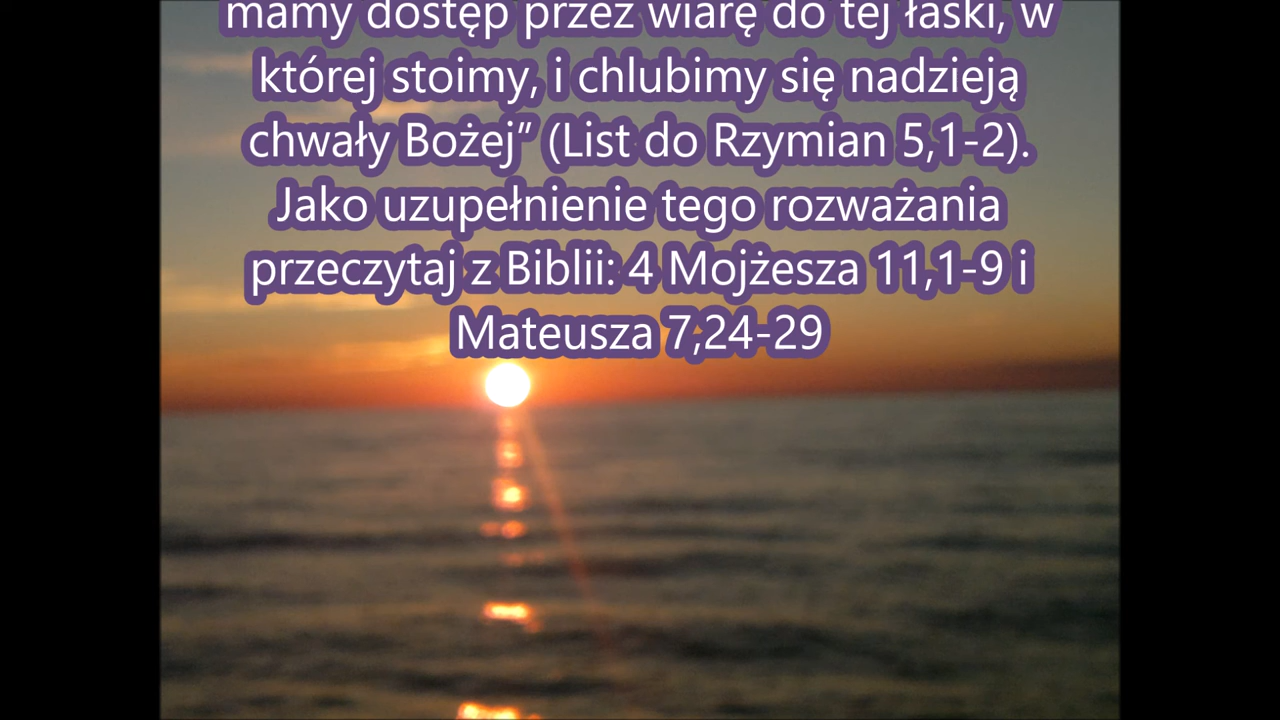 mamy dostęp przez wiarę do tej łaski, w
której stoimy, i chlubimy się nadzieją
chwały Bożej” (List do Rzymian 5,1-2).
Jako uzupełnienie tego rozważania
przeczytaj z Biblii: 4 Mojżesza 11,1-9 i
Mateusza 7,24-29